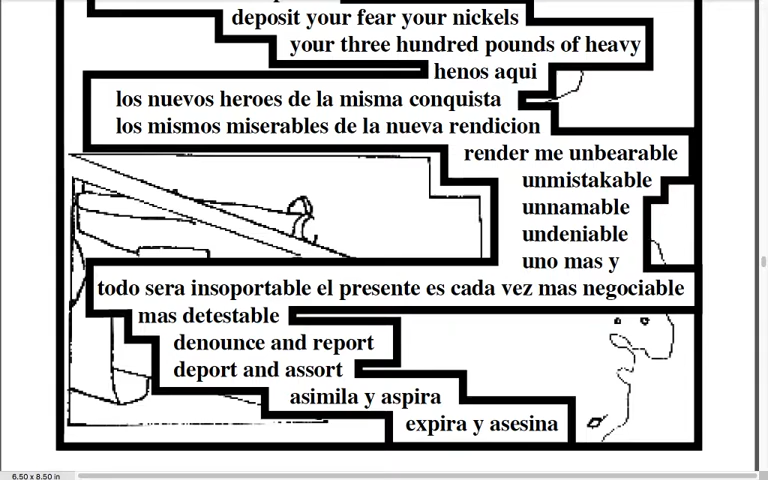 deposit your fear your nickels
your three hundred pounds of heavy
henos aqui
los nuevos heroes de la misma conquista
los mismos miserables de la nueva rendicion
render me unbearable
unmistakable
unnamable
undeniable
uno mas y
todo sera insoportable el presente es cada vez mas negociable
mas detestable
denounce and report
deport and assort
asimila y aspira
expira y asesina
6.50 x 8.50 in